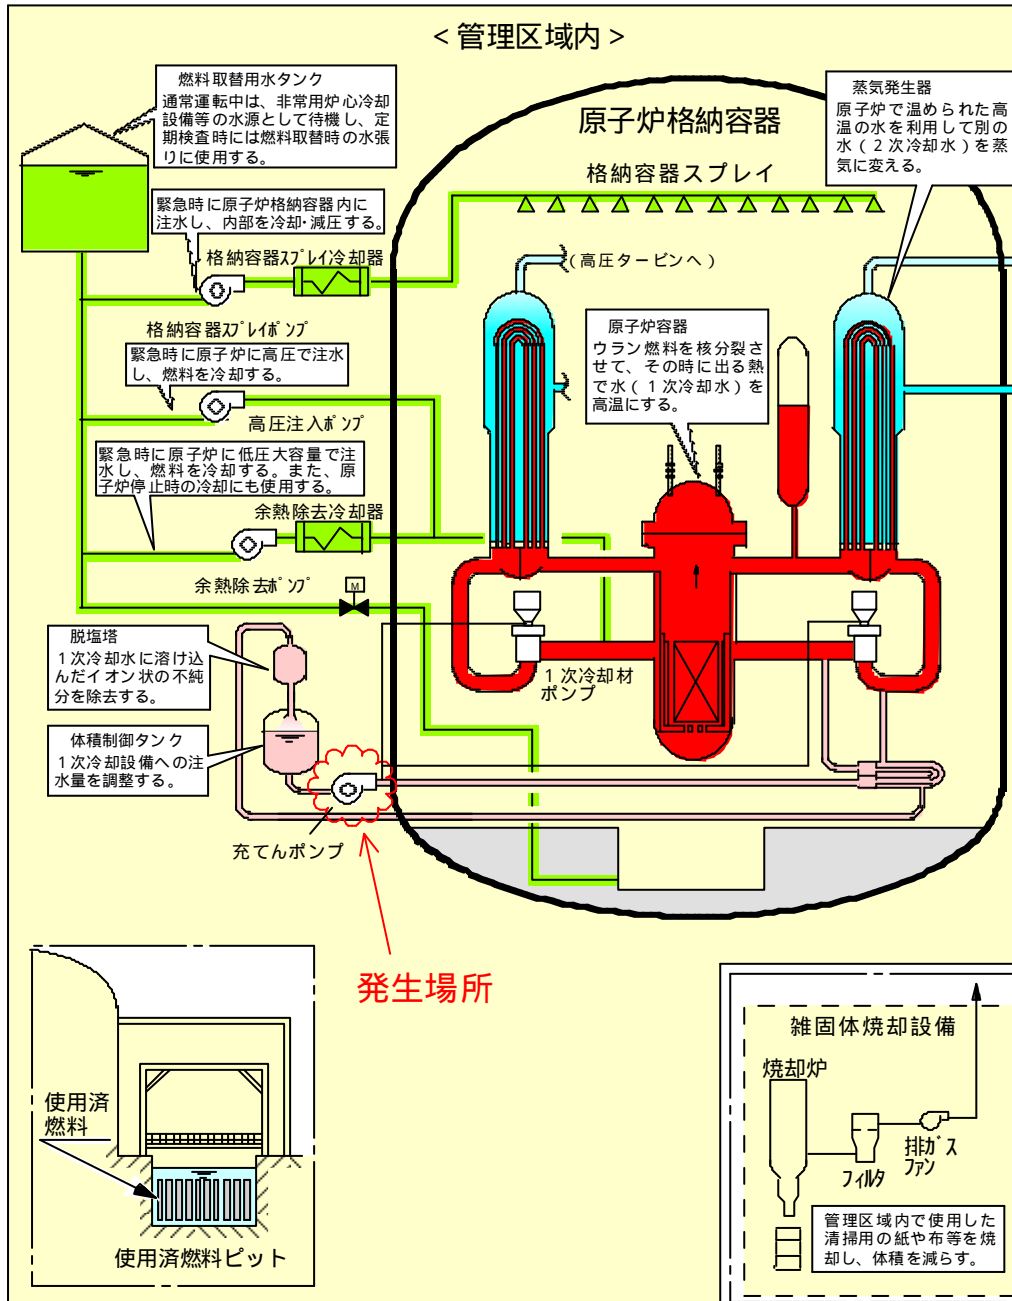 ＜管理区域内＞
燃料取替用水タンク
通常運転中は、非常用炉心冷却
設備等の水源として待機し、定
期検査時には燃料取替時の水張
りに使用する。
蒸気発生器
原子炉で温められた高
温の水を利用して別の
水（２次冷却水）を蒸
気に変える。
原子炉格納容器
格納容器スプレイ
緊急時に原子炉格納容器内に
注水し、内部を冷却・減圧する。
格納容器ｽﾌﾟﾚｲ冷却器
（高圧タービンへ）
格納容器ｽﾌﾟﾚｲﾎﾟﾝﾌﾟ
原子炉容器
ウラン燃料を核分裂さ
せて、その時に出る熱
で水（１次冷却水）を
高温にする。
緊急時に原子炉に高圧で注水
し、燃料を冷却する。
高圧注入ﾎﾟﾝﾌﾟ
緊急時に原子炉に低圧大容量で注
水し、燃料を冷却する。また、原
子炉停止時の冷却にも使用する。
余熱除去冷却器
余熱除去ﾎﾟﾝﾌﾟ
M
脱塩塔
１次冷却水に溶け込
んだイオン状の不純
分を除去する。
１次冷却材
ポンプ
体積制御タンク
１次冷却設備への注
水量を調整する。
充てんポンプ
発生場所
使用済
燃料
使用済燃料ピット
雑固体焼却設備
焼却炉
フィルタ
排ｶﾞｽ
ﾌｧﾝ
管理区域内で使用した
清掃用の紙や布等を焼
却し、体積を減らす。